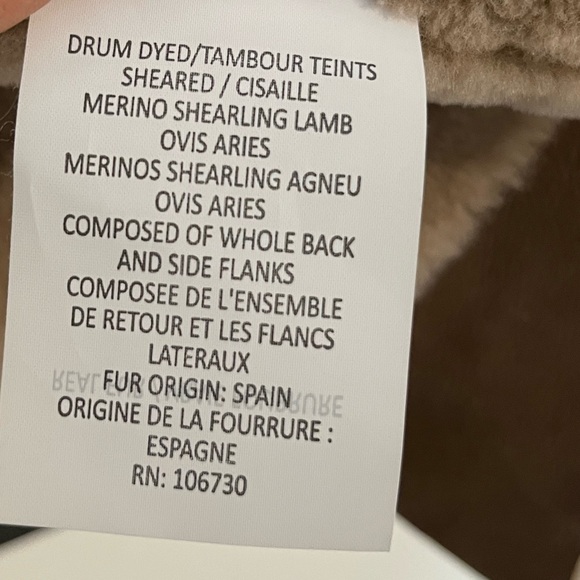 DRUM DYED/TAMBOUR TEINTS
SHEARED / CISAILLE
MERINO SHEARLING LAMB
OVIS ARIES
MERINOS SHEARLING AGNEU
OVIS ARIES
COMPOSED OF WHOLE BACK
AND SIDE FLANKS
COMPOSEE DE L'ENSEMBLE
DE RETOUR ET LES FLANCS
LATERAUX
FUR ORIGIN: SPAIN
ORIGINE DE LA FOURRURE :
ESPAGNE
RN: 106730